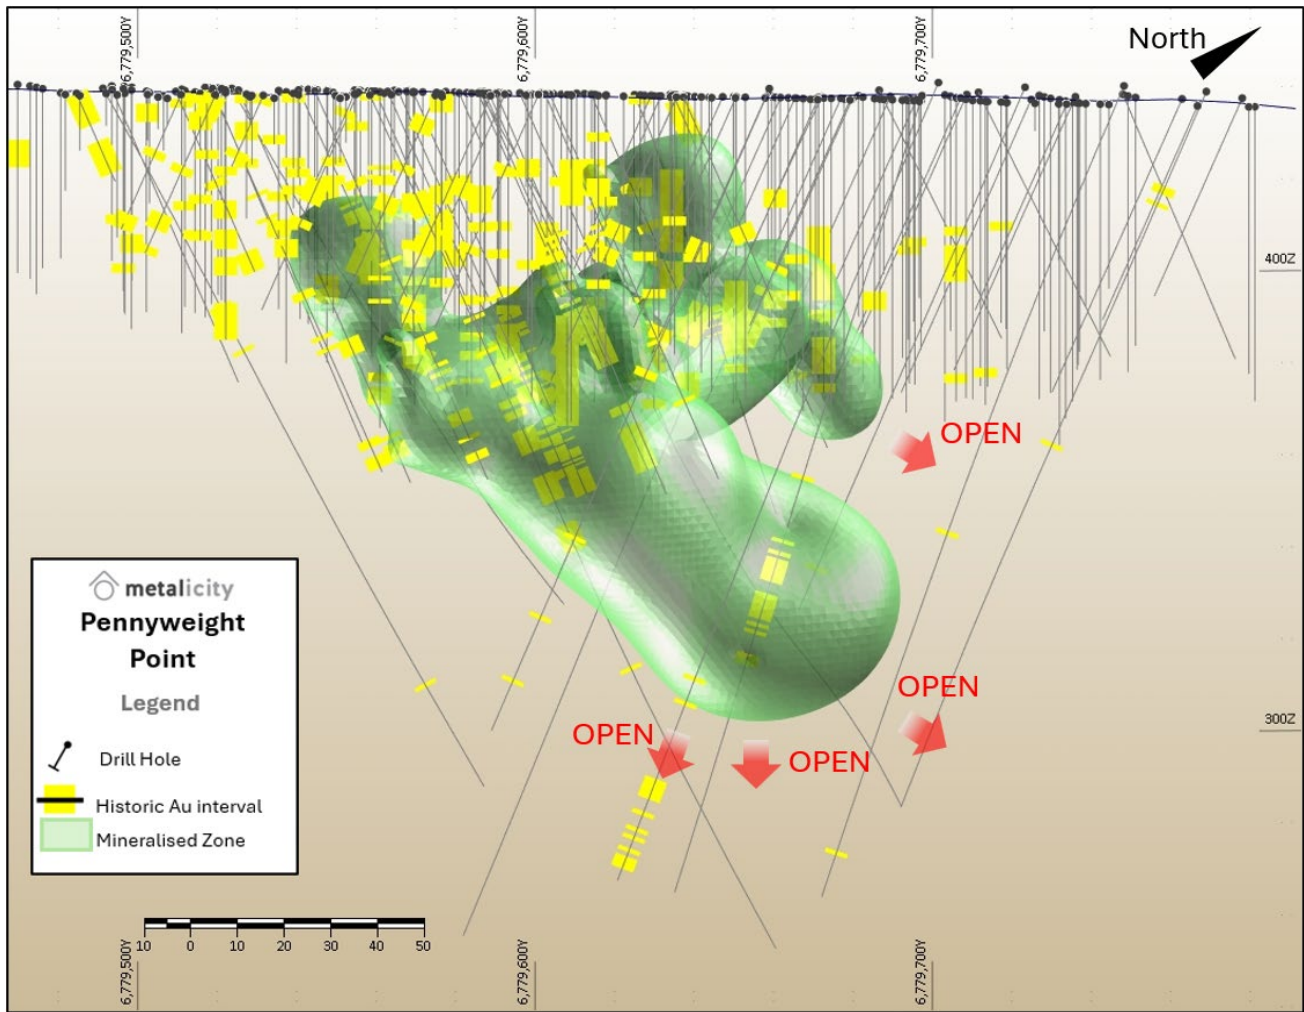 6,779,500Y
6,779,600Y
6,779,700Y
North
400Z
OPEN
metalicity
Pennyweight
Point
Legend
Drill Hole
Historic Au interval
Mineralised Zone
OPEN
300Z
OPEN
OPEN
10 0 10 20 30 40 50
6,779,500Y
6,779,600Y
6,779,700Y